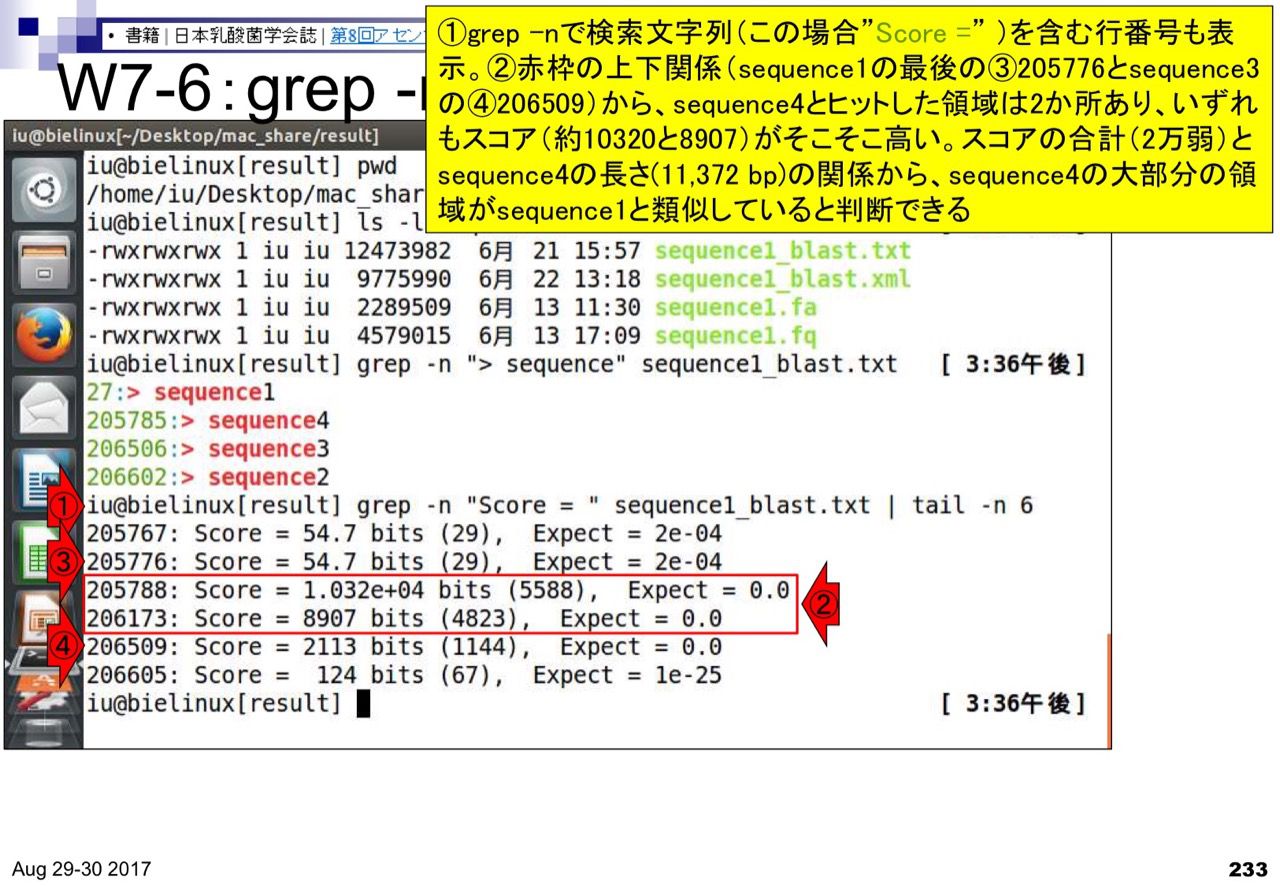 • 書籍 | 日本乳酸菌学会誌 | 第8回アセン
W7-6：grep -n
①grep -nで検索文字列（この場合”Score =” ）を含む行番号も表
示。②赤枠の上下関係（sequence1の最後の③205776とsequence3
の④206509）から、sequence4とヒットした領域は2か所あり、いずれ
もスコア（約10320と8907）がそこそこ高い。スコアの合計（2万弱）と
sequence4の長さ(11,372 bp)の関係から、sequence4の大部分の領
域がsequence1と類似していると判断できる
iu@bielinux[~/Desktop/mac_share/result]
iu@bielinux[result] pwd
/home/iu/Desktop/mac_shar
iu@bielinux[result] ls -l
-rwxrwxrwx 1 iu iu 12473982 6月 21 15:57 sequence1_blast.txt
-rwxrwxrwx 1 iu iu 9775990 6月 22 13:18 sequence1_blast.xml
-rwxrwxrwx 1 iu iu 2289509 6月 13 11:30 sequence1.fa
-rwxrwxrwx 1 iu iu 4579015 6月 13 17:09 sequence1.fq
iu@bielinux[result] grep -n "> sequence" sequence1_blast.txt [ 3:36午後]
27:> sequence1
205785:> sequence4
206506:> sequence3
206602:> sequence2
① iu@bielinux[result] grep -n "Score = " sequence1_blast.txt | tail -n 6
205767: Score = 54.7 bits (29), Expect = 2e-04
③ 205776: Score = 54.7 bits (29), Expect = 2e-04
205788: Score = 1.032e+04 bits (5588), Expect = 0.0 ②
206173: Score = 8907 bits (4823), Expect = 0.0
④ 206509: Score = 2113 bits (1144), Expect = 0.0
206605: Score = 124 bits (67), Expect = 1e-25
iu@bielinux[result] [ 3:36午後]
Aug 29-30 2017
233